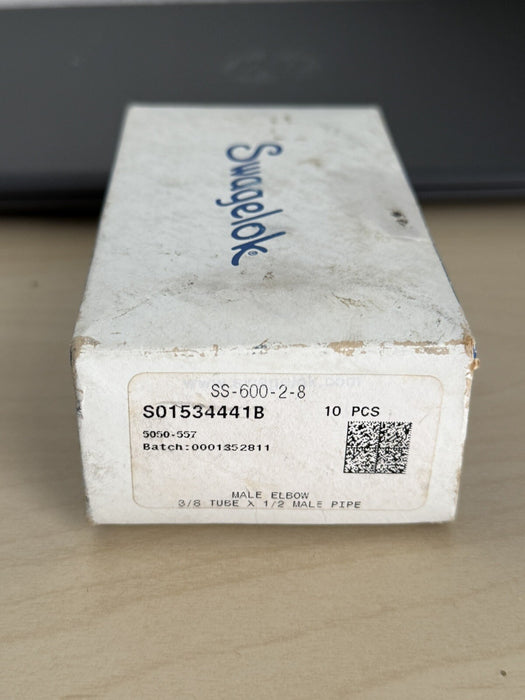 Swagelok®
SS-600-2-8
S01534441B 10 PCS
5050-557
Batch:0001352811
MALE ELBOW
3/8 TUBE X 1/2 MALE PIPE